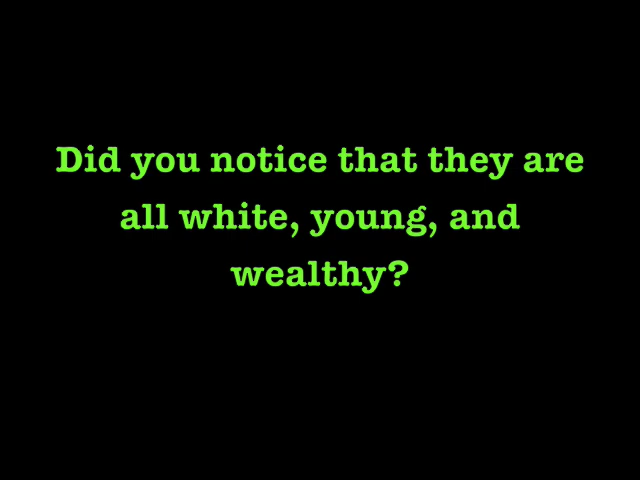 Did you notice that they are
all white, young, and
wealthy?